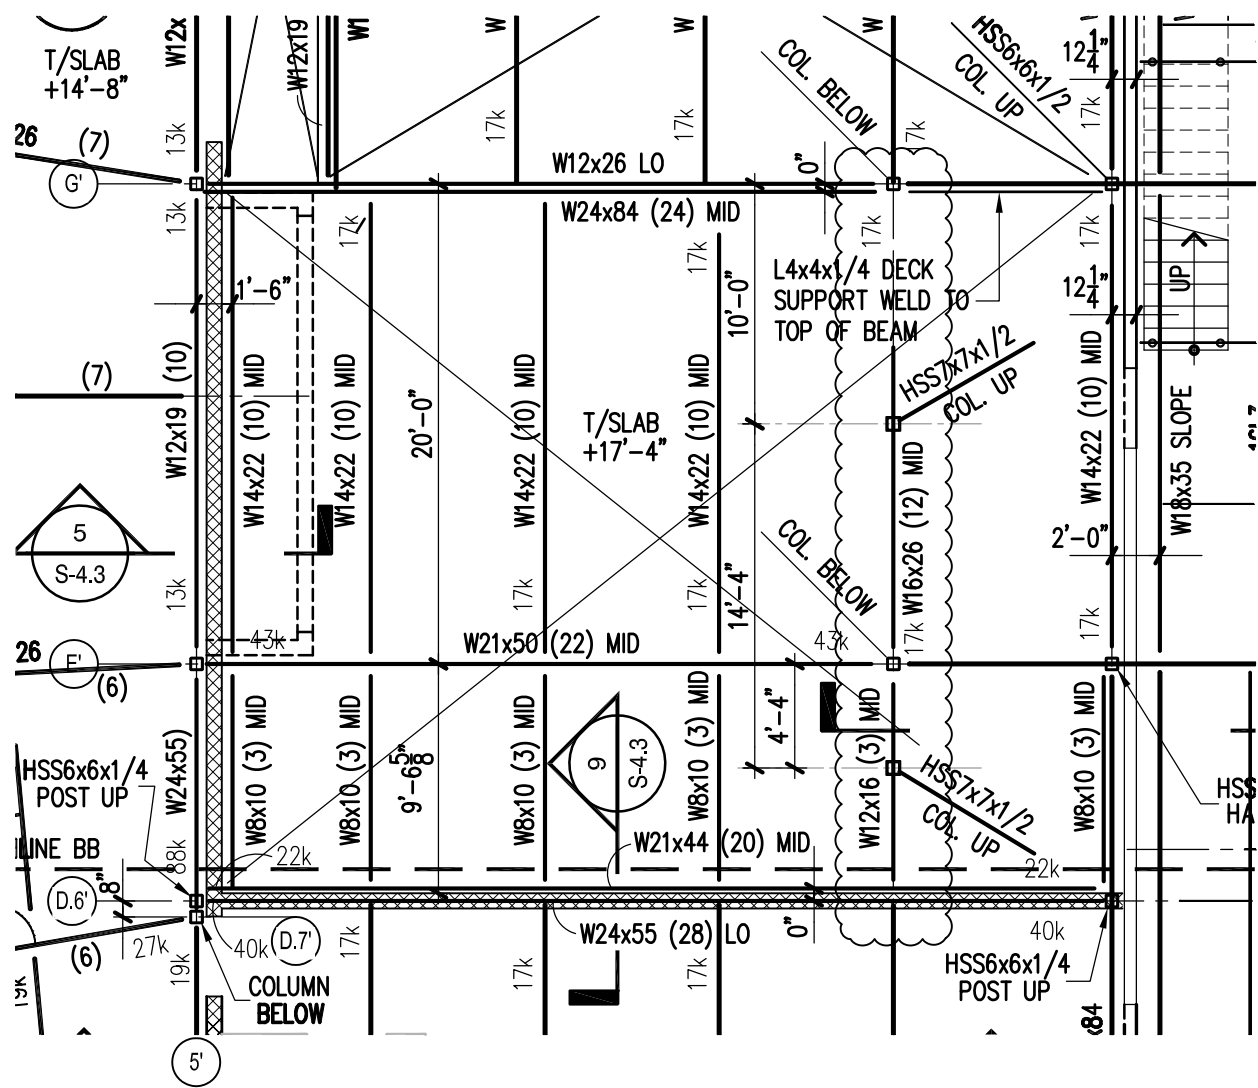 T/SLAB
+14'-8"
W12x
W12x19
W1
W
W
HSS6x6x1/2
COL. UP
COL. BELOW
12 1/4"
17k
17k
7k
17k
13k
26
(7)
G'
W12x26 LO
0"
W24x84 (24) MID
13k
17k
17k
17k
17k
L4x4x1/4 DECK
SUPPORT WELD TO
TOP OF BEAM
1'-6"
10'-0"
12 1/4"
UP
HSS7x7x1/2
COL. UP
(7)
W12x19 (10)
W14x22 (10) MID
W14x22 (10) MID
20'-0"
W14x22 (10) MID
T/SLAB
+17'-4"
W14x22 (10) MID
W16x26 (12) MID
W14x22 (10) MID
W18x35 SLOPE
5
S-4.3
COL. BELOW
2'-0"
13k
17k
17k
14'-4"
17k
17k
26
F'
(6)
43k
W21x50 (22) MID
43k
W24x55)
W8x10 (3) MID
W8x10 (3) MID
9'-6 5/8"
W8x10 (3) MID
9
S-4.3
W8x10 (3) MID
4'-4"
W12x16 (3) MID
W8x10 (3) MID
HSS6x6x1/4
POST UP
HSS7x7x1/2
COL. UP
HSS
HA
LINE BB
88k
22k
W21x44 (20) MID
22k
D.6'
8"
(6)
27k
40k
D.7'
17k
W24x55 (28) LO
0"
40k
19k
19k
COLUMN
BELOW
17k
17k
HSS6x6x1/4
POST UP
x84
5'